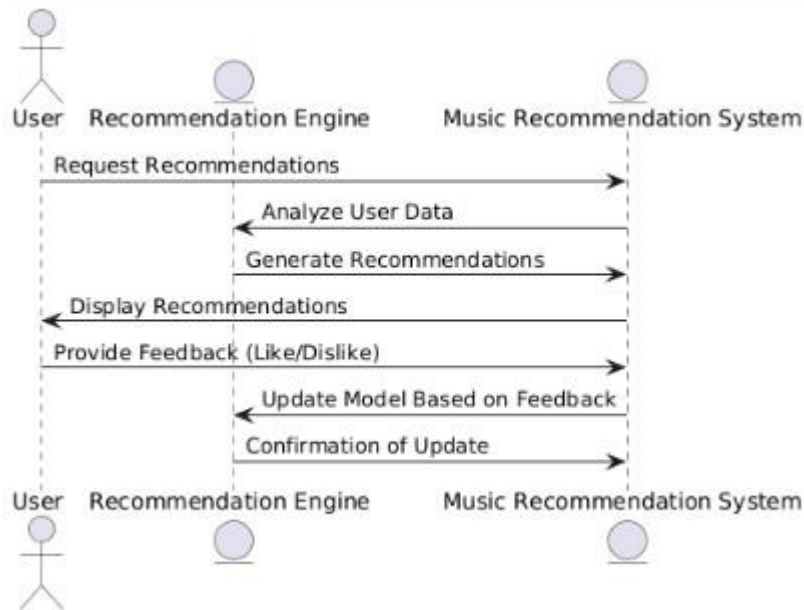 User Recommendation Engine Music Recommendation System
Request Recommendations
Analyze User Data
Generate Recommendations
Display Recommendations
Provide Feedback (Like/Dislike)
Update Model Based on Feedback
Confirmation of Update
User Recommendation Engine Music Recommendation System